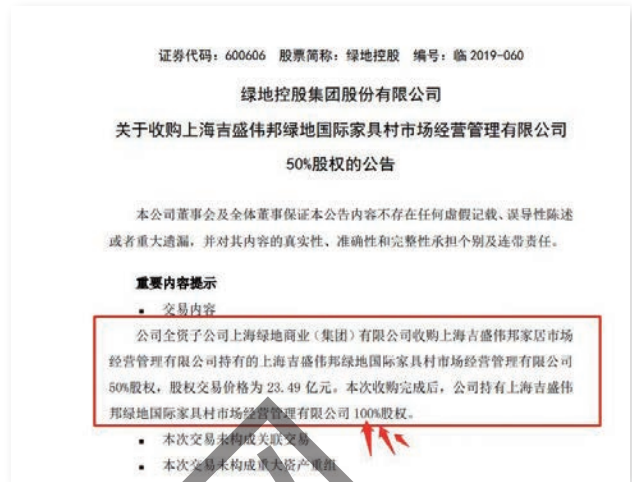 证券代码：600606 股票简称：绿地控股 编号：临 2019-060
绿地控股集团股份有限公司
关于收购上海吉盛伟邦绿地国际家具村市场经营管理有限公司
50%股权的公告
本公司董事会及全体董事保证本公告内容不存在任何虚假记载、误导性陈述
或者重大遗漏，并对其内容的真实性、准确性和完整性承担个别及连带责任。
重要内容提示
▪ 交易内容
公司全资子公司上海绿地商业（集团）有限公司收购上海吉盛伟邦家居市场
经营管理有限公司持有的上海吉盛伟邦绿地国际家具村市场经营管理有限公司
50%股权，股权交易价格为 23.49 亿元。本次收购完成后，公司持有上海吉盛伟
邦绿地国际家具村市场经营管理有限公司 100%股权。
▪ 本次交易未构成关联交易
▪ 本次交易未构成重大资产重组